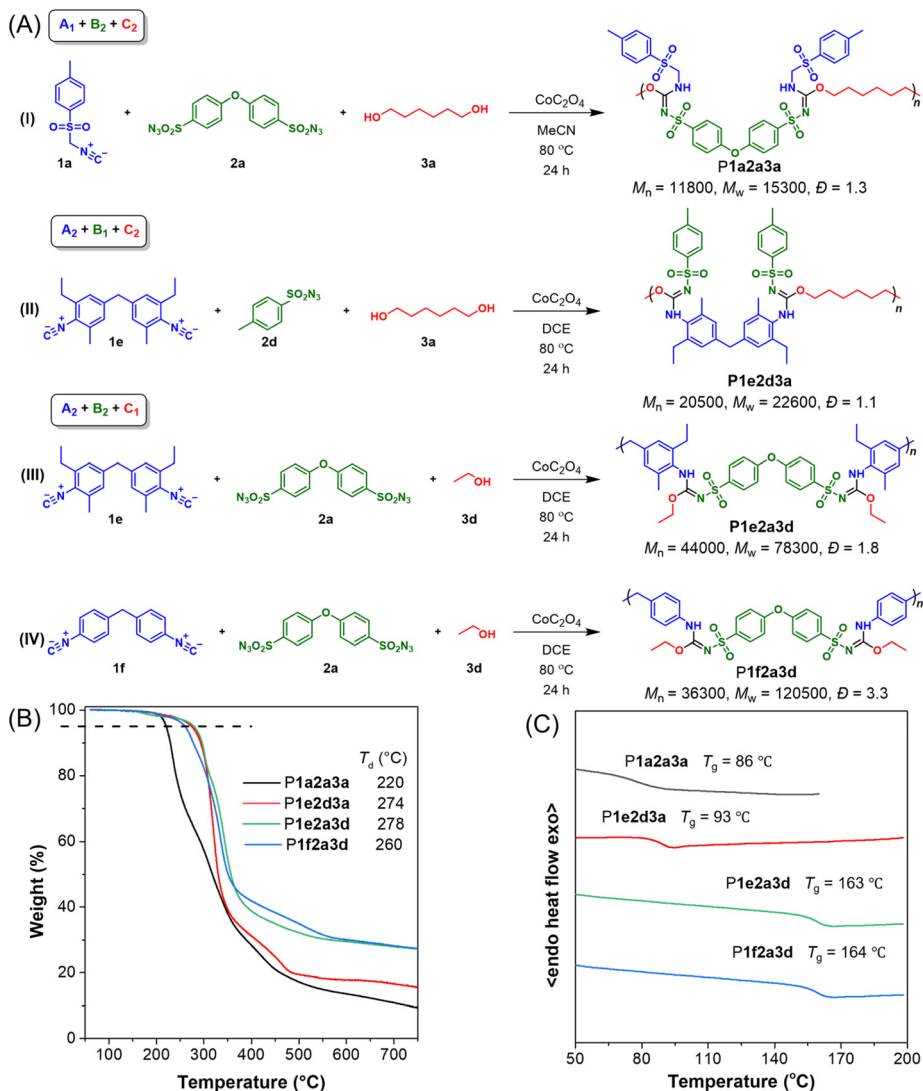 (A)
A1 + B2 + C2
(I)
1a
+
N3O2S
O
SO2N3
2a
+
HO
OH
3a
CoC2O4
MeCN
80 °C
24 h
P1a2a3a
Mn = 11800, Mw = 15300, Đ = 1.3
A2 + B1 + C2
(II)
1e
+
SO2N3
2d
+
HO
OH
3a
CoC2O4
DCE
80 °C
24 h
P1e2d3a
Mn = 20500, Mw = 22600, Đ = 1.1
A2 + B2 + C1
(III)
1e
+
N3O2S
O
SO2N3
2a
+
OH
3d
CoC2O4
DCE
80 °C
24 h
P1e2a3d
Mn = 44000, Mw = 78300, Đ = 1.8
(IV)
1f
+
N3O2S
O
SO2N3
2a
+
OH
3d
CoC2O4
DCE
80 °C
24 h
P1f2a3d
Mn = 36300, Mw = 120500, Đ = 3.3
(B)
Td (°C)
P1a2a3a 220
P1e2d3a 274
P1e2a3d 278
P1f2a3d 260
100
80
60
40
20
0
Weight (%)
100 200 300 400 500 600 700
Temperature (°C)
(C)
P1a2a3a Tg = 86 °C
P1e2d3a Tg = 93 °C
P1e2a3d Tg = 163 °C
P1f2a3d Tg = 164 °C
<endo heat flow exo>
50 80 110 140 170 200
Temperature (°C)